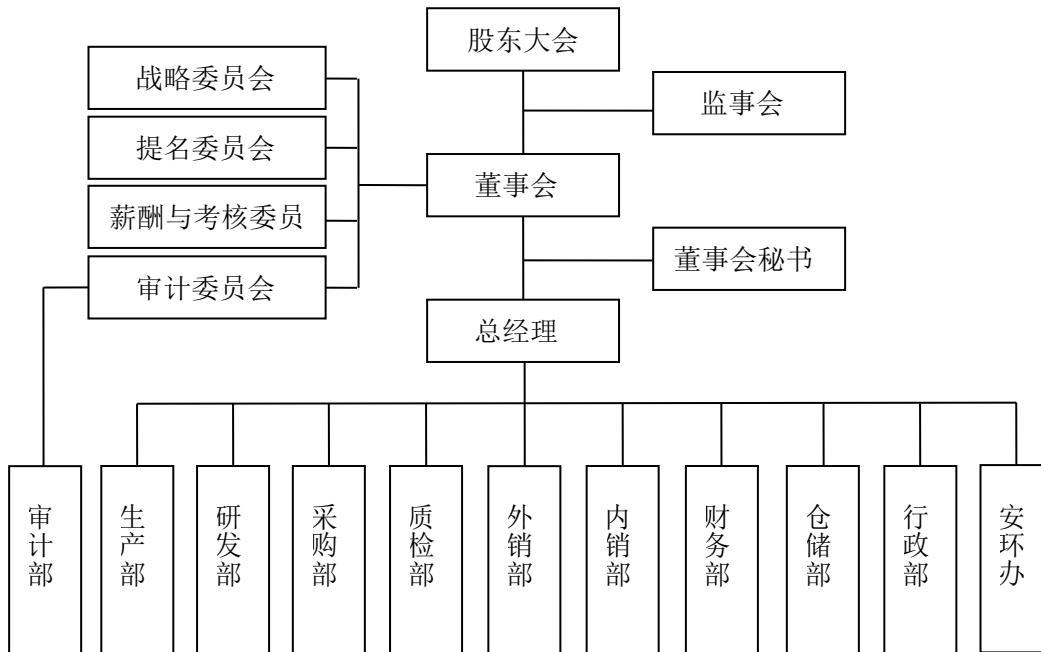 股东大会
战略委员会
监事会
提名委员会
董事会
薪酬与考核委员
董事会秘书
审计委员会
总经理
审计部
生产部
研发部
采购部
质检部
外销部
内销部
财务部
仓储部
行政部
安环办